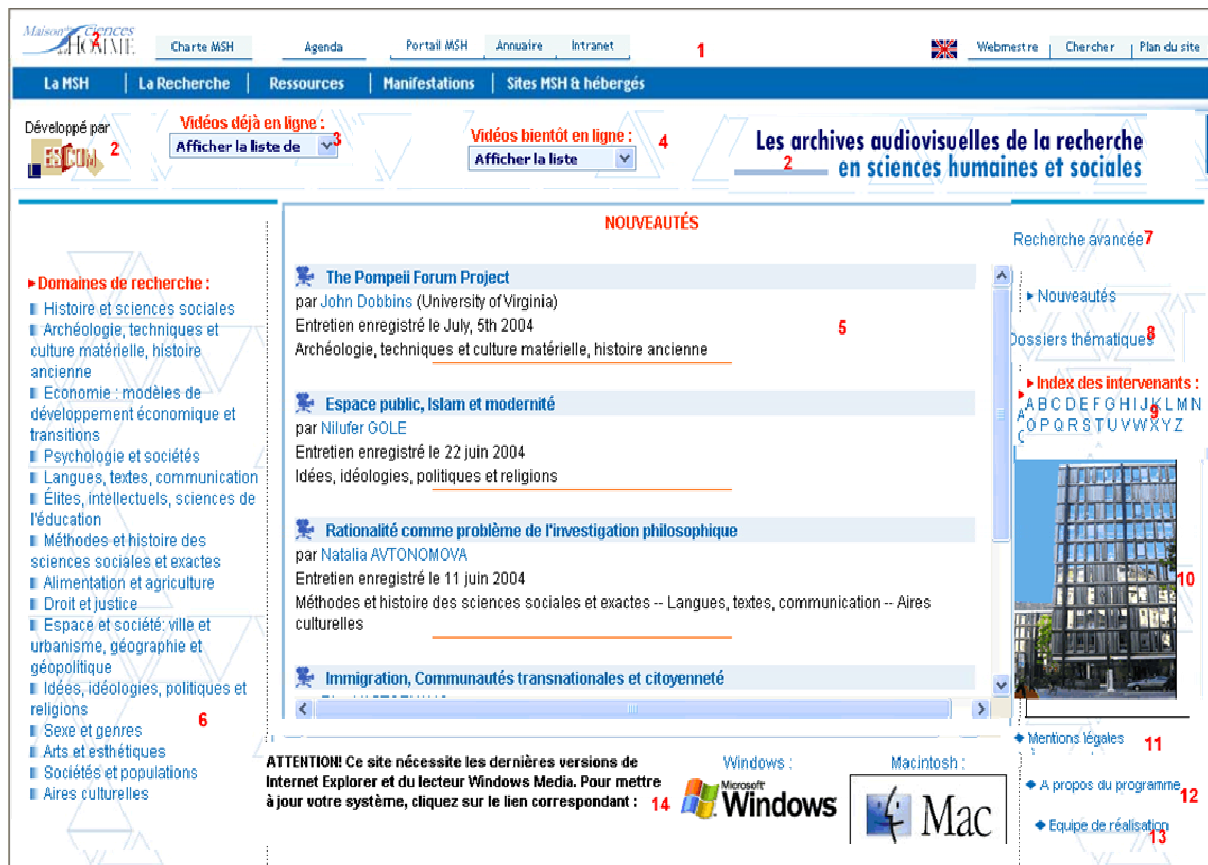 Maison des Sciences
2
de l'HOMME
Charte MSH
Agenda
Portail MSH
Annuaire
Intranet
1
Webmestre
Chercher
Plan du site
La MSH
La Recherche
Ressources
Manifestations
Sites MSH & hébergés
Développé par
ESCOM
2
Vidéos déjà en ligne :
Afficher la liste de
3
Vidéos bientôt en ligne :
Afficher la liste
4
Les archives audiovisuelles de la recherche
2
en sciences humaines et sociales
▸Domaines de recherche :
Histoire et sciences sociales
Archéologie, techniques et
culture matérielle, histoire
ancienne
Economie : modèles de
développement économique et
transitions
Psychologie et sociétés
Langues, textes, communication
Élites, intellectuels, sciences de
l'éducation
Méthodes et histoire des
sciences sociales et exactes
Alimentation et agriculture
Droit et justice
Espace et société: ville et
urbanisme, géographie et
géopolitique
Idées, idéologies, politiques et
religions
6
Sexe et genres
Arts et esthétiques
Sociétés et populations
Aires culturelles
NOUVEAUTÉS
The Pompeii Forum Project
par John Dobbins (University of Virginia)
Entretien enregistré le July, 5th 2004
5
Archéologie, techniques et culture matérielle, histoire ancienne
Espace public, Islam et modernité
par Nilufer GOLE
Entretien enregistré le 22 juin 2004
Idées, idéologies, politiques et religions
Rationalité comme problème de l'investigation philosophique
par Natalia AVTONOMOVA
Entretien enregistré le 11 juin 2004
Méthodes et histoire des sciences sociales et exactes -- Langues, textes, communication -- Aires
culturelles
Immigration, Communautés transnationales et citoyenneté
Recherche avancée
7
▸ Nouveautés
Dossiers thématiques
8
▸Index des intervenants :
A B C D E F G H I J K L M N
9
O P Q R S T U V W X Y Z
10
Mentions légales
11
A propos du programme
12
Equipe de réalisation
13
ATTENTION! Ce site nécessite les dernières versions de
Internet Explorer et du lecteur Windows Media. Pour mettre
à jour votre système, cliquez sur le lien correspondant :
14
Windows :
Microsoft
Windows
Macintosh :
Mac